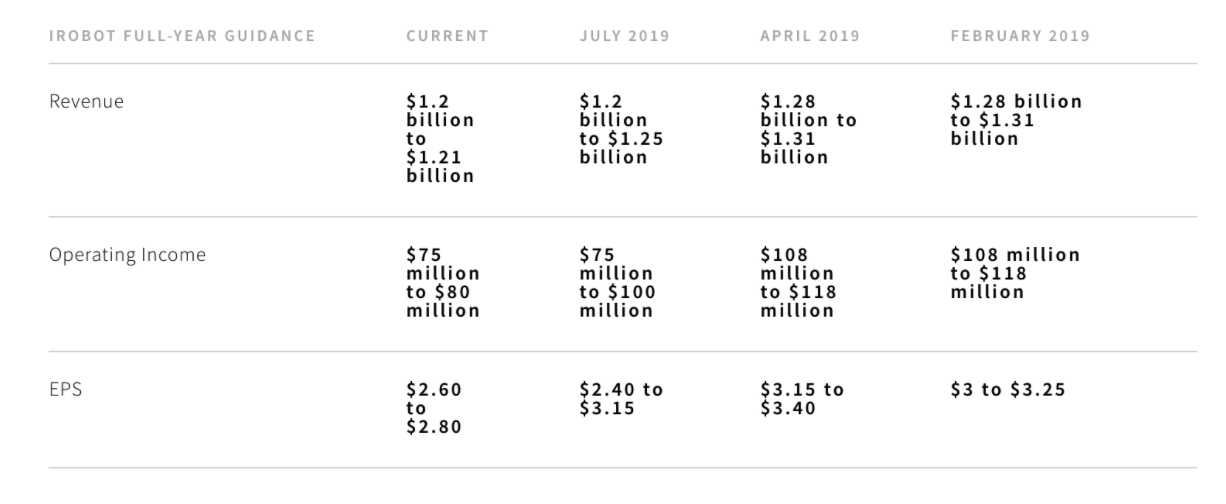 IROBOT FULL-YEAR GUIDANCE CURRENT JULY 2019 APRIL 2019 FEBRUARY 2019
Revenue
$1.2
billion
to
$1.21
billion
$1.2
billion
to $1.25
billion
$1.28
billion to
$1.31
billion
$1.28 billion
to $1.31
billion
Operating Income
$75
million
to $80
million
$75
million
to $100
million
$108
million
to $118
million
$108 million
to $118
million
EPS
$2.60
to
$2.80
$2.40 to
$3.15
$3.15 to
$3.40
$3 to $3.25